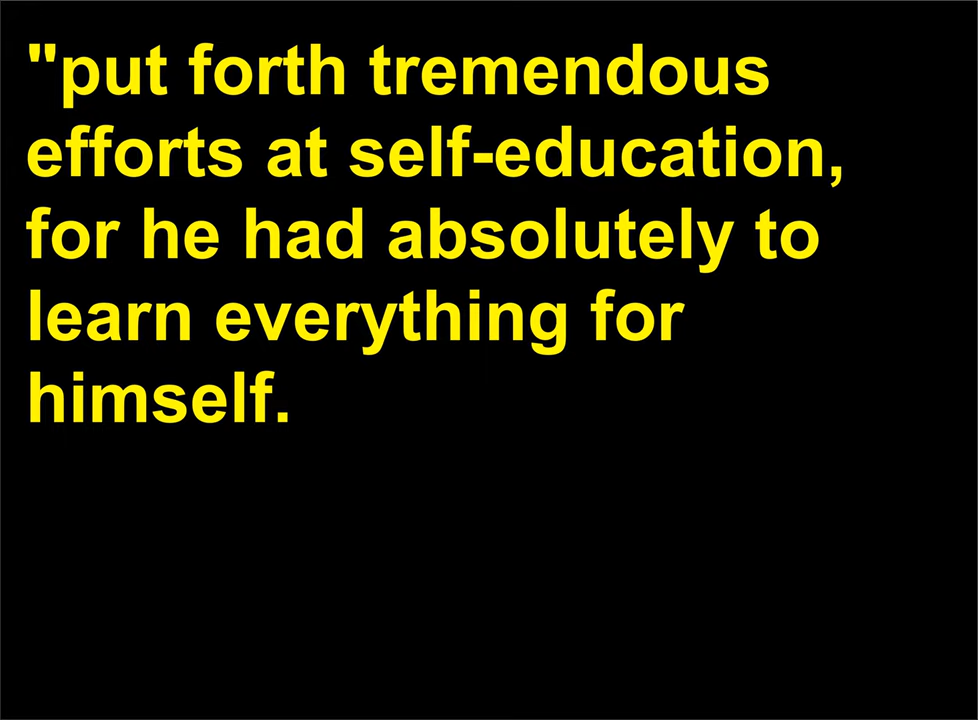 "put forth tremendous
efforts at self-education,
for he had absolutely to
learn everything for
himself.